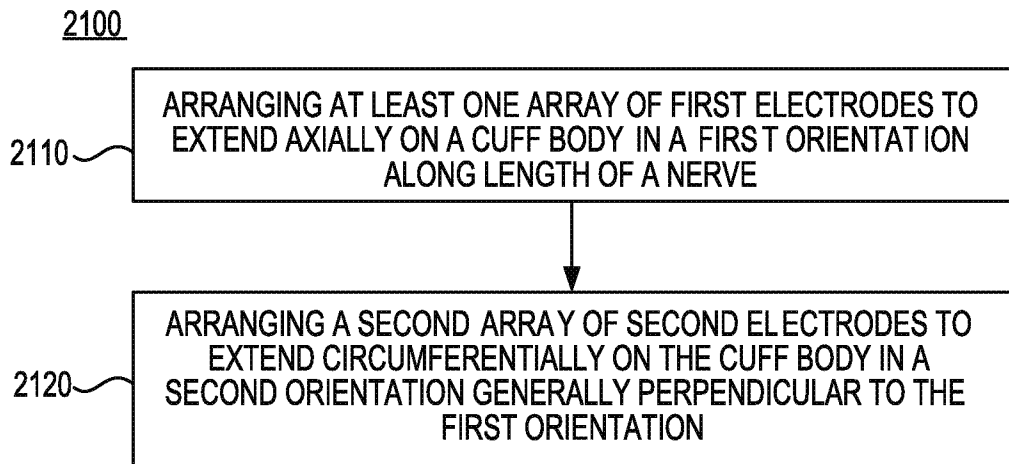 2100
ARRANGING AT LEAST ONE ARRAY OF FIRST ELECTRODES TO
EXTEND AXIALLY ON A CUFF BODY IN A FIRST ORIENTATION
ALONG LENGTH OF A NERVE
2110
ARRANGING A SECOND ARRAY OF SECOND ELECTRODES TO
EXTEND CIRCUMFERENTIALLY ON THE CUFF BODY IN A
SECOND ORIENTATION GENERALLY PERPENDICULAR TO THE
FIRST ORIENTATION
2120